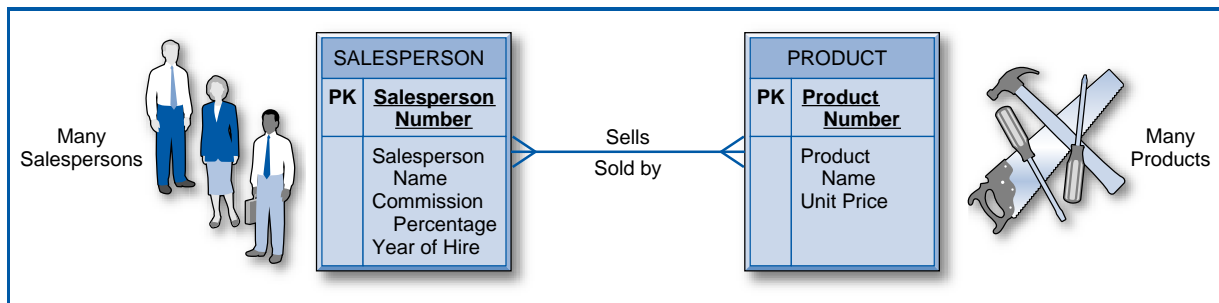 Many
Salespersons
SALESPERSON
PK Salesperson
Number
Salesperson
Name
Commission
Percentage
Year of Hire
Sells
Sold by
PRODUCT
PK Product
Number
Product
Name
Unit Price
Many
Products